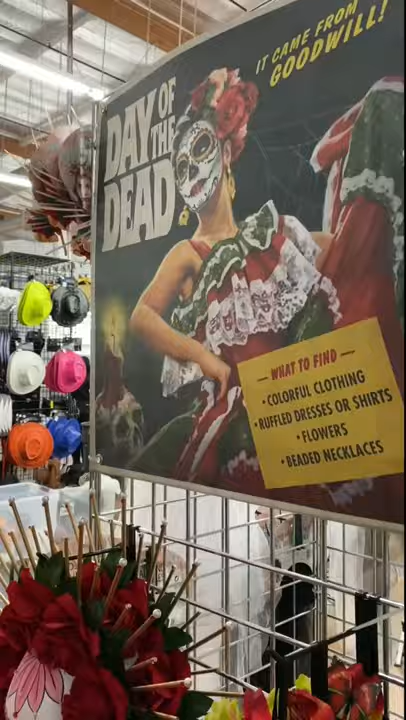 DAY OF
THE
DEAD
IT CAME FROM
GOODWILL!
— WHAT TO FIND —
• COLORFUL CLOTHING
• RUFFLED DRESSES OR SHIRTS
• FLOWERS
• BEADED NECKLACES